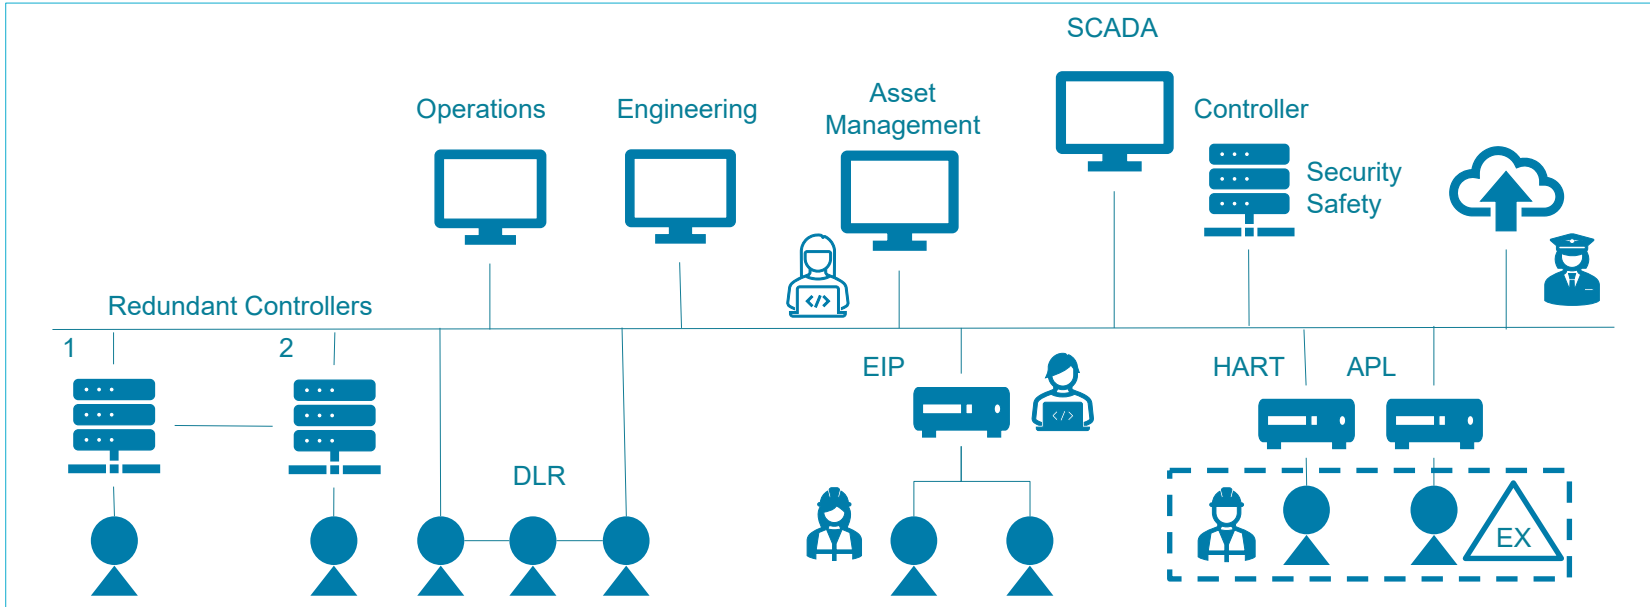 SCADA
Operations
Engineering
Asset
Management
Controller
Security
Safety
Redundant Controllers
1
2
EIP
</>
</>
HART
APL
DLR
EX